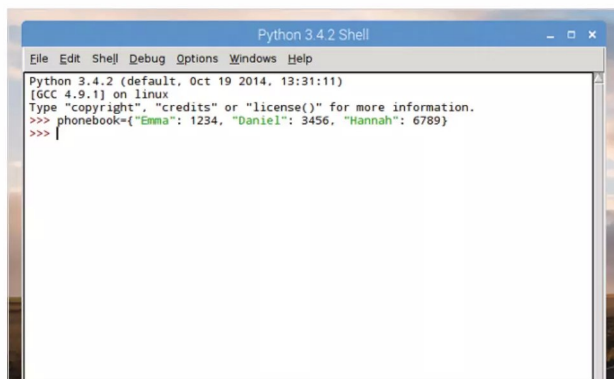 Python 3.4.2 Shell
File Edit Shell Debug Options Windows Help
Python 3.4.2 (default, Oct 19 2014, 13:31:11)
[GCC 4.9.1] on linux
Type "copyright", "credits" or "license()" for more information.
>>> phonebook={"Emma": 1234, "Daniel": 3456, "Hannah": 6789}
>>>